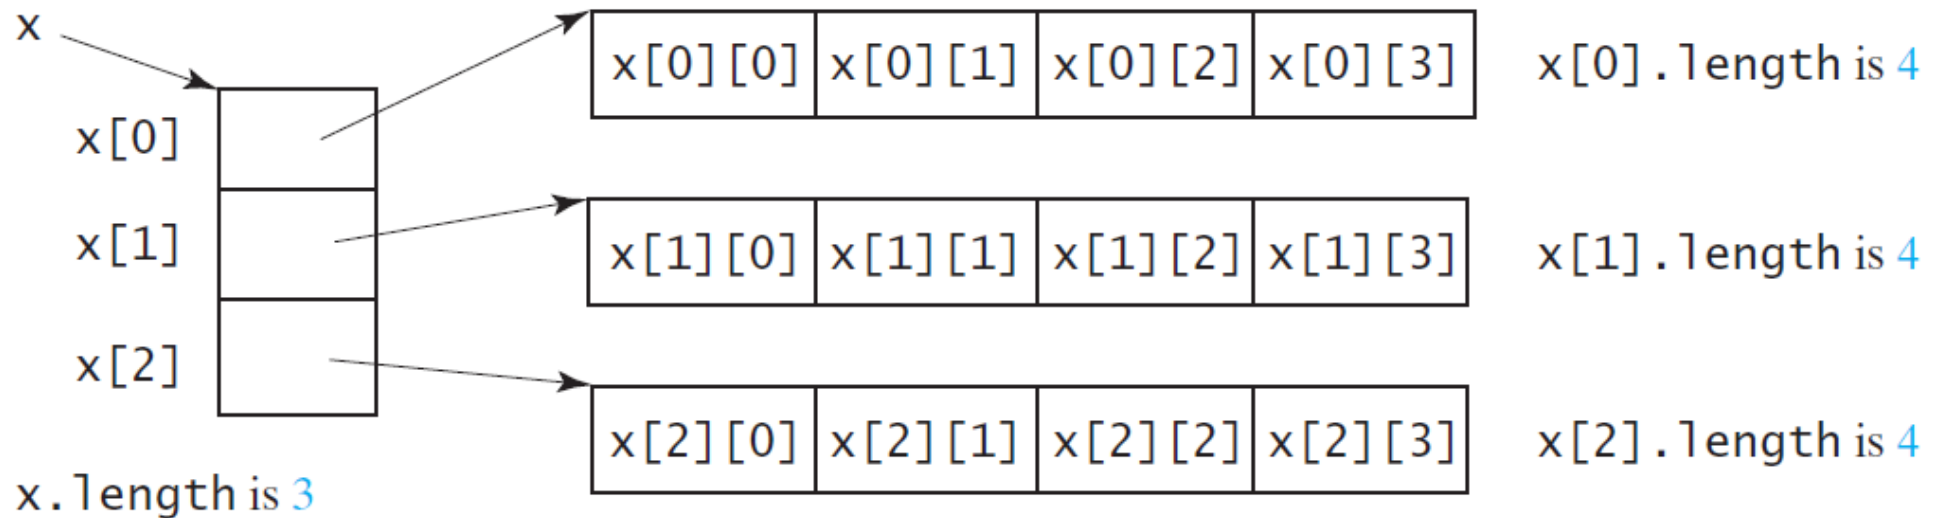 x
x[0][0] x[0][1] x[0][2] x[0][3] x[0].length is 4
x[0]
x[1]
x[1][0] x[1][1] x[1][2] x[1][3] x[1].length is 4
x[2]
x[2][0] x[2][1] x[2][2] x[2][3] x[2].length is 4
x.length is 3